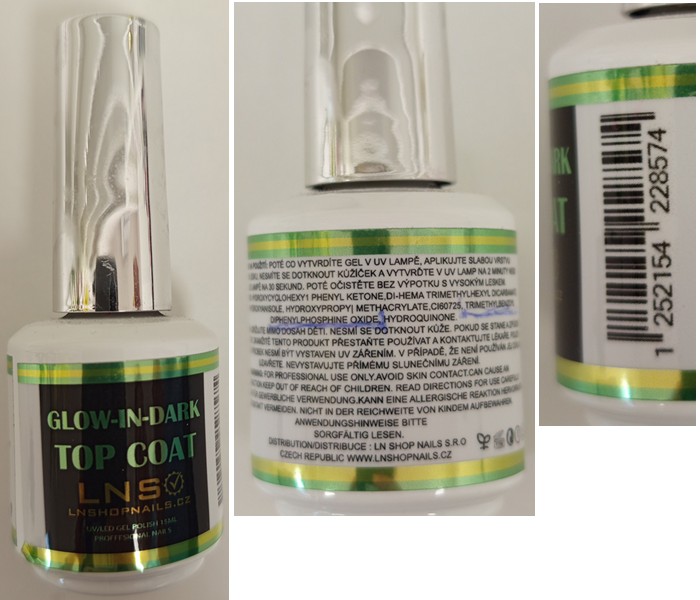 GLOW-IN-DARK
TOP COAT
LNS
LNSHOPNAILS.CZ
UV/LED GEL POLISH 15ML
PROFFESIONAL NAILS
POTÉ CO VYTVRDÍTE GEL V UV LAMPĚ, APLIKUJTE SLABOU VRSTVU
NESMÍTE SE DOTKNOUT KŮŽIČEK A VYTVRĎTE V UV LAMP NA 2 MINUTY
LAMPĚ NA 30 SEKUND. POTÉ OČISTĚTE BEZ VÝPOTKU S VYSOKÝM LESKEM.
PHENYL KETONE, DI-HEMA TRIMETHYLHEXYL
HYDROXYPROPYL METHACRYLATE, CI60725, TRIMETHYLBENZOYL
DIPHENYLPHOSPHINE OXIDE, HYDROQUINONE.
MIMO DOSAH DĚTÍ. NESMÍ SE DOTKNOUT KŮŽE. POKUD SE STANE
TENTO PRODUKT PŘESTAŇTE POUŽÍVAT A KONTAKTUJTE LÉKAŘE.
NESMÍ BÝT VYSTAVEN UV ZÁŘENÍM. V PŘÍPADĚ, ŽE NENÍ POUŽÍVÁN
UZAVŘETE. NEVYSTAVUJTE PŘÍMÉMU SLUNEČNÍMU ZÁŘENÍ.
FOR PROFESSIONAL USE ONLY.AVOID SKIN CONTACT.CAN CAUSE AN
KEEP OUT OF REACH OF CHILDREN. READ DIRECTIONS FOR USE
GEWERBLICHE VERWENDUNG.KANN EINE ALLERGISCHE REAKTION
VERMEIDEN. NICHT IN DER REICHWEITE VON KINDEM AUFBEWAHREN.
ANWENDUNGSHINWEISE BITTE
SORGFÄLTIG LESEN.
DISTRIBUTION/DISTRIBUCE : LN SHOP NAILS S.R.O
CZECH REPUBLIC WWW.LNSHOPNAILS.CZ
RK
AT
1 252154 228574